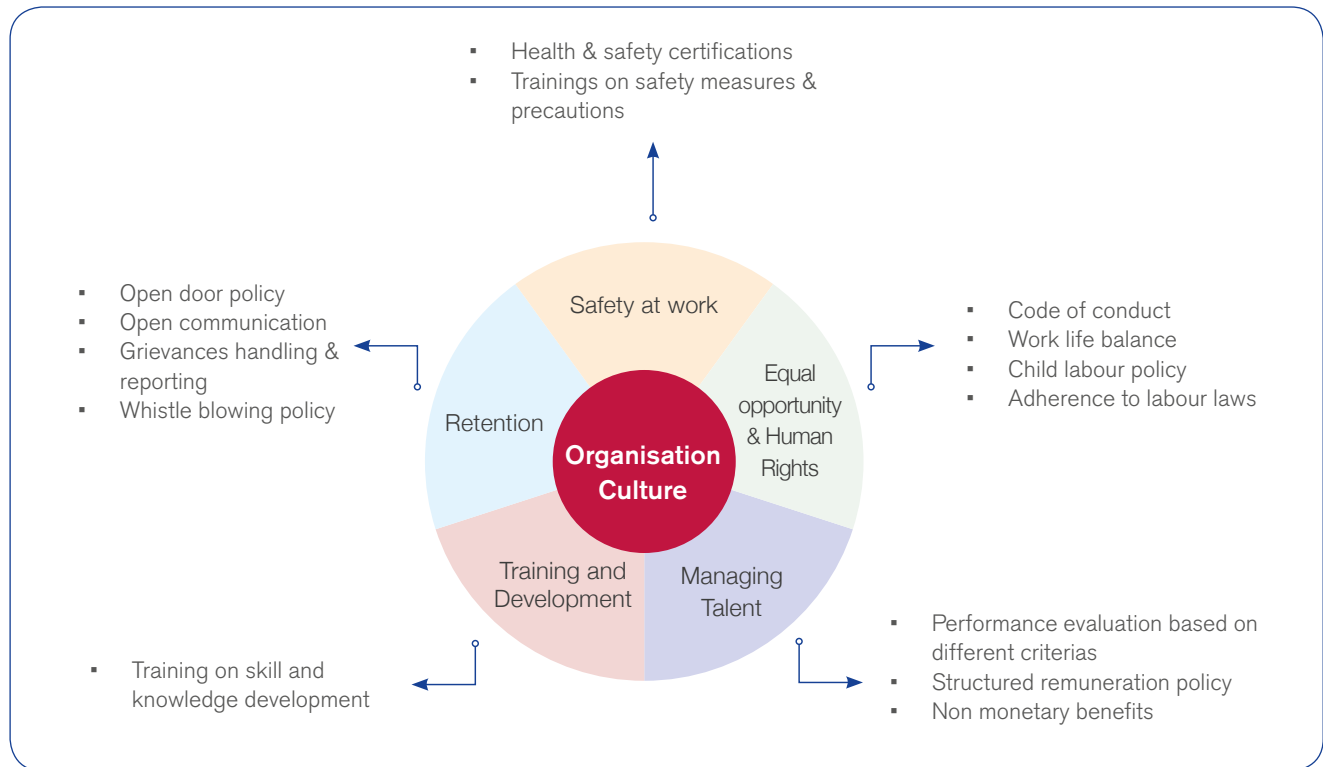 ▪ Health & safety certifications
▪ Trainings on safety measures &
precautions
▪ Open door policy
▪ Open communication
▪ Grievances handling &
reporting
▪ Whistle blowing policy
Safety at work
Equal
opportunity
& Human
Rights
▪ Code of conduct
▪ Work life balance
▪ Child labour policy
▪ Adherence to labour laws
Retention
Organisation
Culture
Training and
Development
Managing
Talent
▪ Training on skill and
knowledge development
▪ Performance evaluation based on
different criterias
▪ Structured remuneration policy
▪ Non monetary benefits